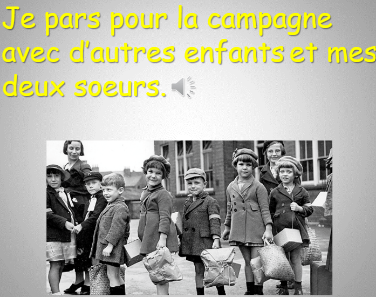 Je pars pour la campagne
avec d'autres enfants et mes
deux soeurs.